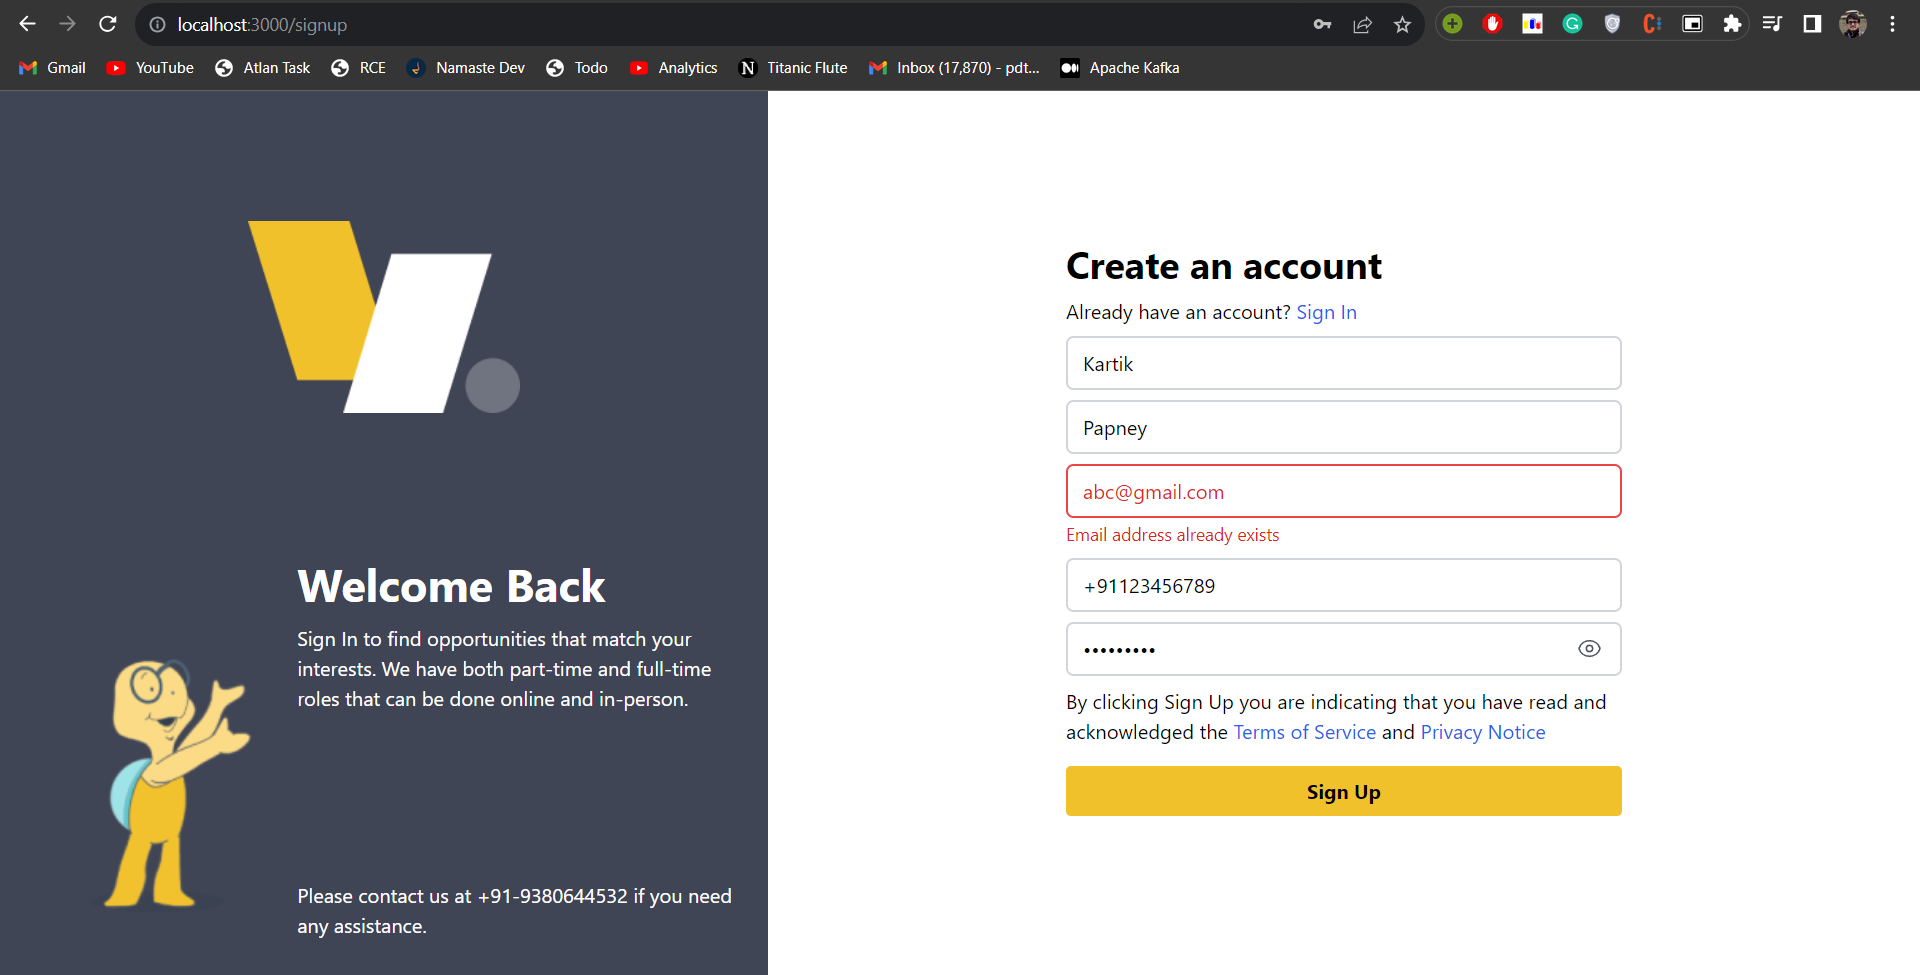 localhost:3000/signup
Gmail YouTube Atlan Task RCE Namaste Dev Todo Analytics Titanic Flute Inbox (17,870) - pdt... Apache Kafka
Welcome Back
Sign In to find opportunities that match your
interests. We have both part-time and full-time
roles that can be done online and in-person.
Please contact us at +91-9380644532 if you need
any assistance.
Create an account
Already have an account? Sign In
Kartik
Papney
abc@gmail.com
Email address already exists
+91123456789
•••••••••
By clicking Sign Up you are indicating that you have read and
acknowledged the Terms of Service and Privacy Notice
Sign Up